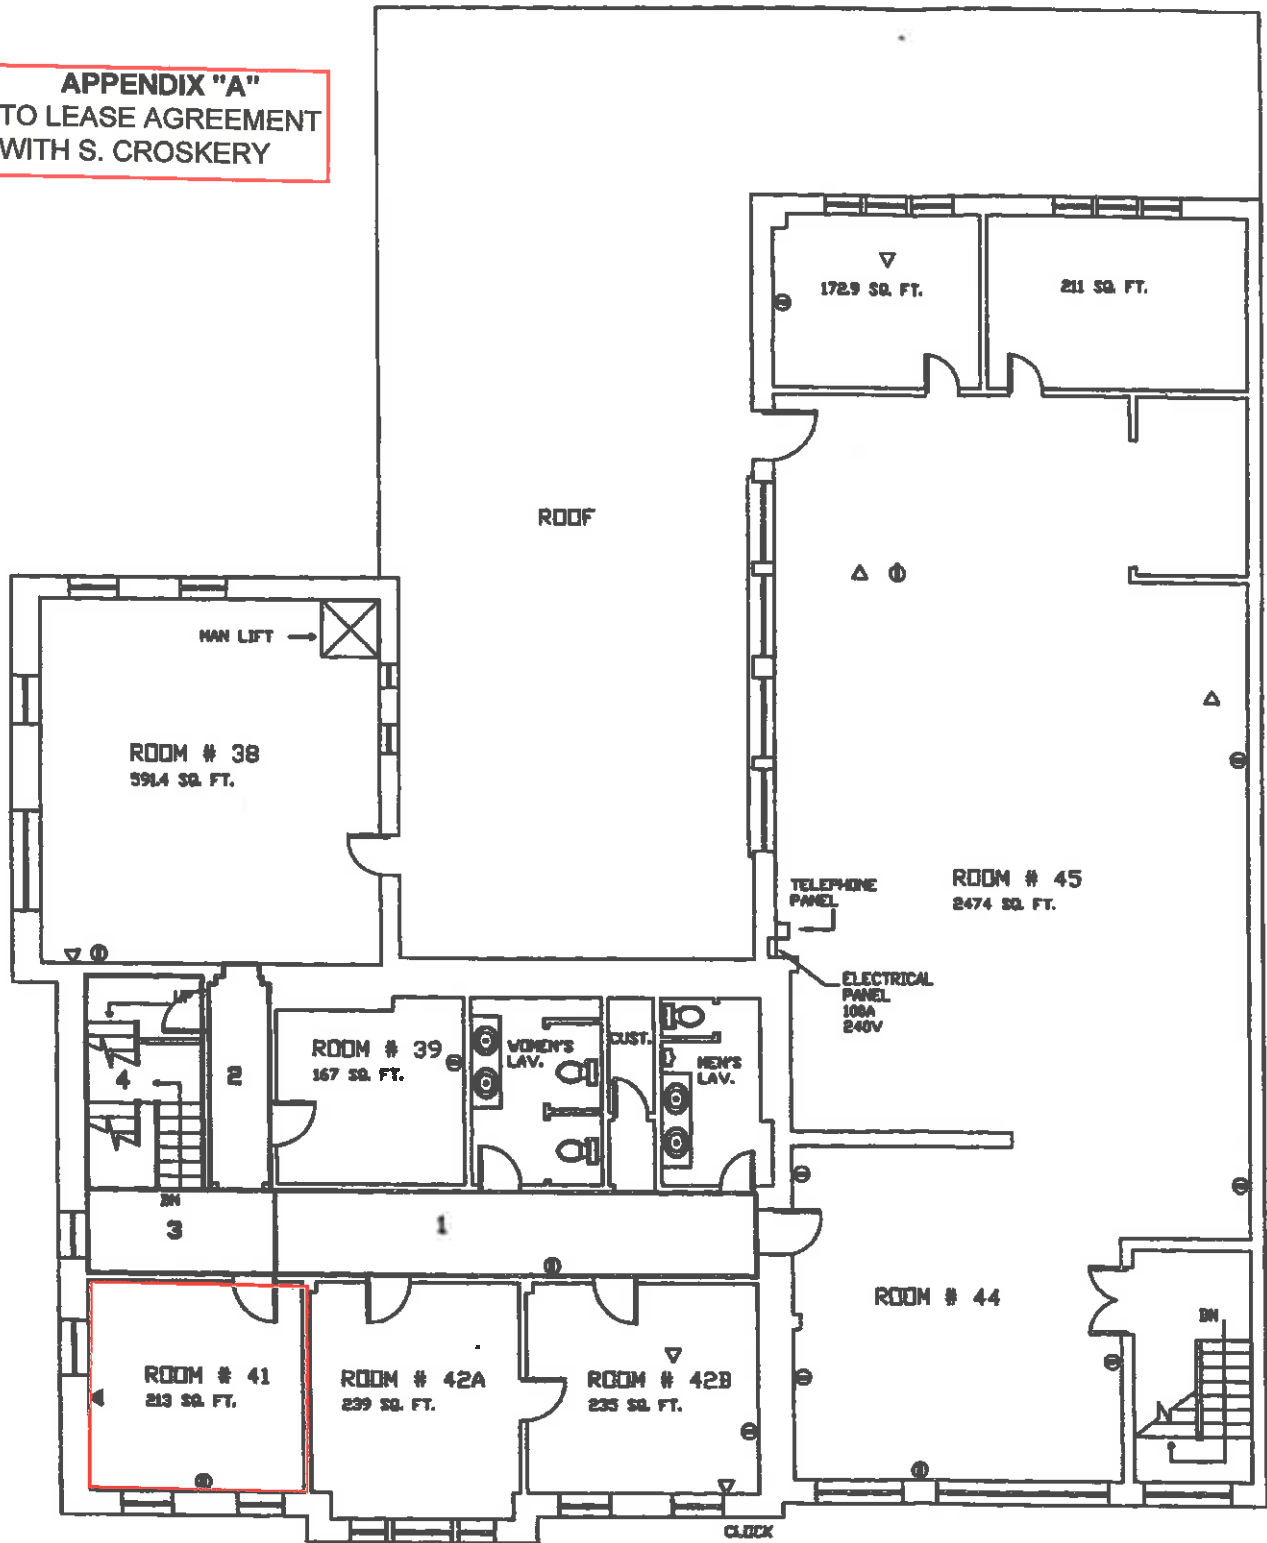 APPENDIX "A"
TO LEASE AGREEMENT
WITH S. CROSKERY
172.9 SQ. FT.
211 SQ. FT.
ROOF
MAN LIFT
ROOM # 38
591.4 SQ. FT.
TELEPHONE
PANEL
ROOM # 45
2474 SQ. FT.
ELECTRICAL
PANEL
100A
240V
UP
4
2
ROOM # 39
167 SQ. FT.
WOMEN'S
LAV.
CUST.
MEN'S
LAV.
DN
3
1
ROOM # 44
DN
ROOM # 41
213 SQ. FT.
ROOM # 42A
239 SQ. FT.
ROOM # 42B
235 SQ. FT.
CLOCK